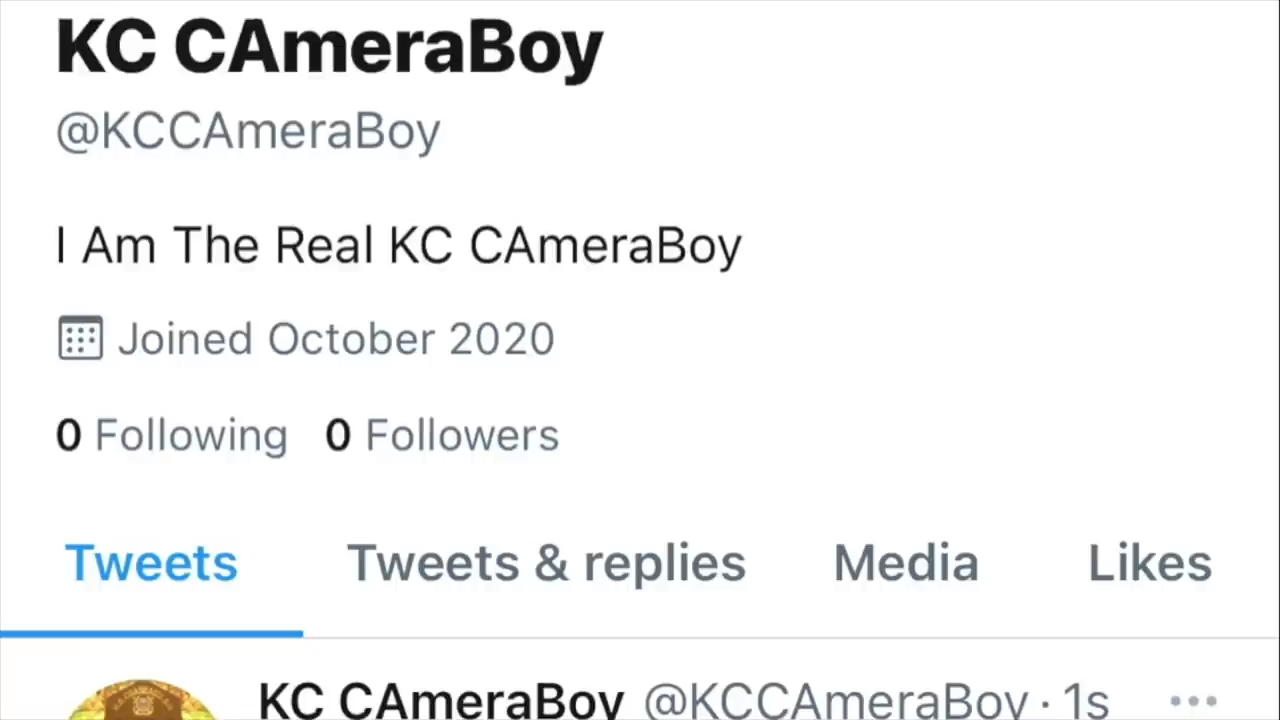 KC CAmeraBoy
@KCCAmeraBoy
I Am The Real KC CAmeraBoy
Joined October 2020
0 Following 0 Followers
Tweets Tweets & replies Media Likes
KC CAmeraBoy @KCCAmeraBoy · 1s